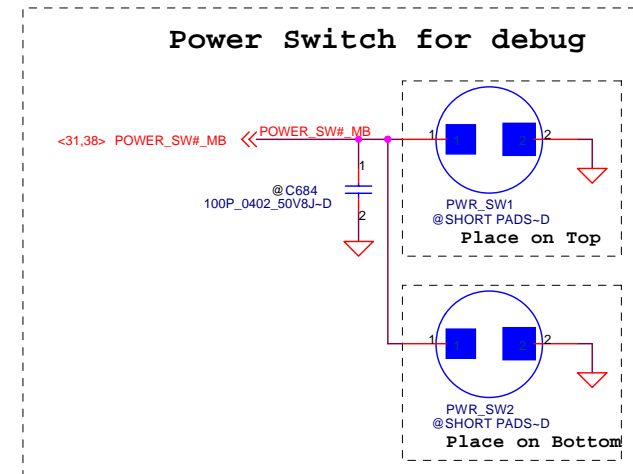 Power Switch for debug
<31,38> POWER_SW#_MB
POWER_SW#_MB
1
2
@ C684
100P_0402_50V8J~D
1
1
2
2
PWR_SW1
@SHORT PADS~D
Place on Top
1
1
2
2
PWR_SW2
@SHORT PADS~D
Place on Bottom